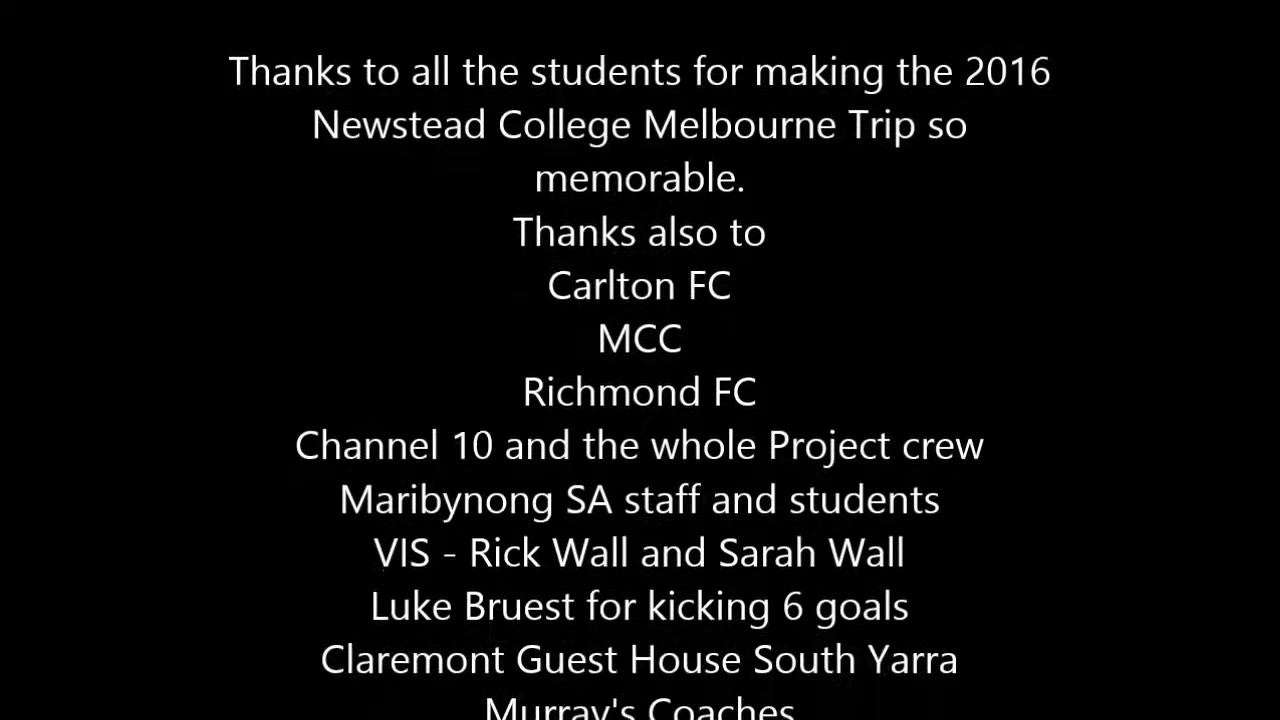 Thanks to all the students for making the 2016
Newstead College Melbourne Trip so
memorable.
Thanks also to
Carlton FC
MCC
Richmond FC
Channel 10 and the whole Project crew
Maribynong SA staff and students
VIS - Rick Wall and Sarah Wall
Luke Bruest for kicking 6 goals
Claremont Guest House South Yarra
Murray's Coaches